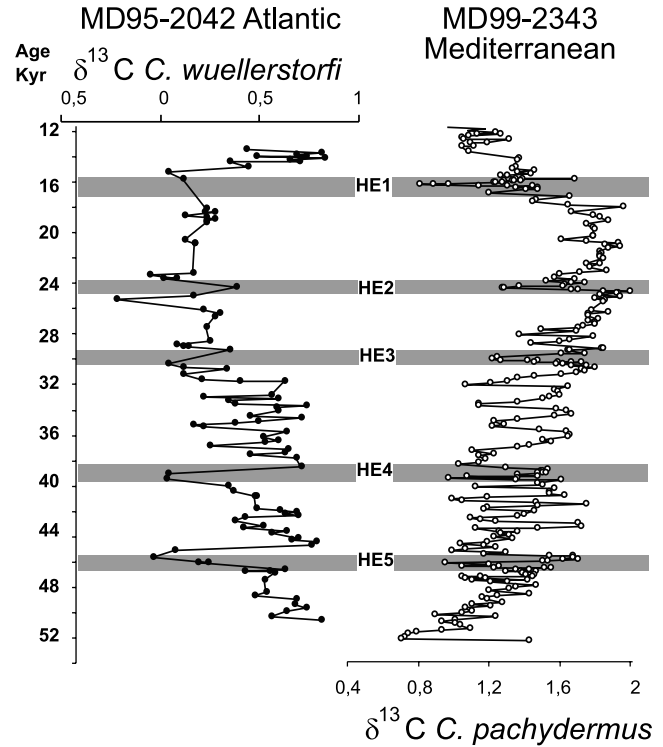 MD95-2042 Atlantic
MD99-2343
Mediterranean
Age
Kyr
δ13 C C. wuellerstorfi
0,5 0 0,5 1
12
16
20
24
28
32
36
40
44
48
52
HE1
HE2
HE3
HE4
HE5
0,4 0,8 1,2 1,6 2
δ13 C C. pachydermus